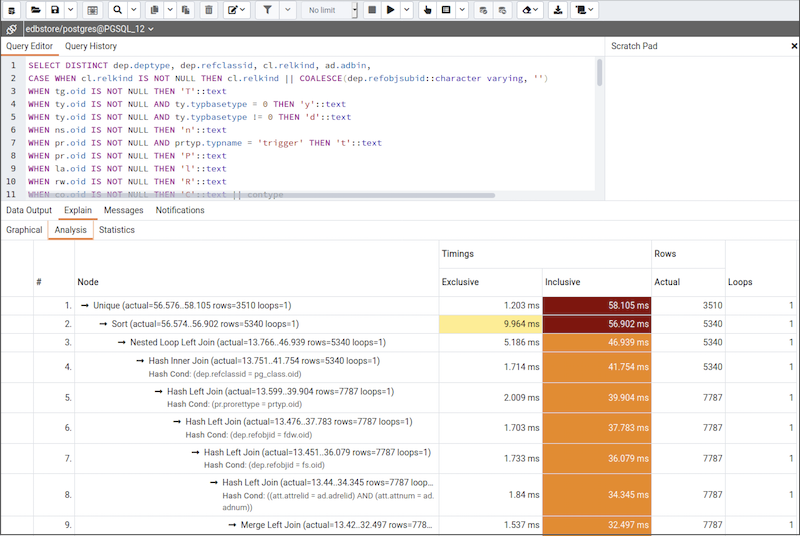 No limit
edbstore/postgres@PGSQL_12
Query Editor Query History Scratch Pad
1 SELECT DISTINCT dep.deptype, dep.refclassid, cl.relkind, ad.adbin,
2 CASE WHEN cl.relkind IS NOT NULL THEN cl.relkind || COALESCE(dep.refobjsubid::character varying, '')
3 WHEN tg.oid IS NOT NULL THEN 'T'::text
4 WHEN ty.oid IS NOT NULL AND ty.typbasetype = 0 THEN 'y'::text
5 WHEN ty.oid IS NOT NULL AND ty.typbasetype != 0 THEN 'd'::text
6 WHEN ns.oid IS NOT NULL THEN 'n'::text
7 WHEN pr.oid IS NOT NULL AND prtyp.typname = 'trigger' THEN 't'::text
8 WHEN pr.oid IS NOT NULL THEN 'P'::text
9 WHEN la.oid IS NOT NULL THEN 'l'::text
10 WHEN rw.oid IS NOT NULL THEN 'R'::text
11 WHEN co.oid IS NOT NULL THEN 'C'::text || contype
Data Output Explain Messages Notifications
Graphical Analysis Statistics
Timings Rows
# Node Exclusive Inclusive Actual Loops
1. → Unique (actual=56.576..58.105 rows=3510 loops=1) 1.203 ms 58.105 ms 3510 1
2. → Sort (actual=56.574..56.902 rows=5340 loops=1) 9.964 ms 56.902 ms 5340 1
3. → Nested Loop Left Join (actual=13.766..46.939 rows=5340 loops=1) 5.186 ms 46.939 ms 5340 1
4. → Hash Inner Join (actual=13.751..41.754 rows=5340 loops=1) 1.714 ms 41.754 ms 5340 1
Hash Cond: (dep.refclassid = pg_class.oid)
5. → Hash Left Join (actual=13.599..39.904 rows=7787 loops=1) 2.009 ms 39.904 ms 7787 1
Hash Cond: (pr.prorettype = prtyp.oid)
6. → Hash Left Join (actual=13.476..37.783 rows=7787 loops=1) 1.703 ms 37.783 ms 7787 1
Hash Cond: (dep.refobjid = fdw.oid)
7. → Hash Left Join (actual=13.451..36.079 rows=7787 loops=1) 1.733 ms 36.079 ms 7787 1
Hash Cond: (dep.refobjid = fs.oid)
8. → Hash Left Join (actual=13.44..34.345 rows=7787 loop... 1.84 ms 34.345 ms 7787 1
Hash Cond: ((att.attrelid = ad.adrelid) AND (att.attnum = ad.
adnum))
9. → Merge Left Join (actual=13.42..32.497 rows=778... 1.537 ms 32.497 ms 7787 1